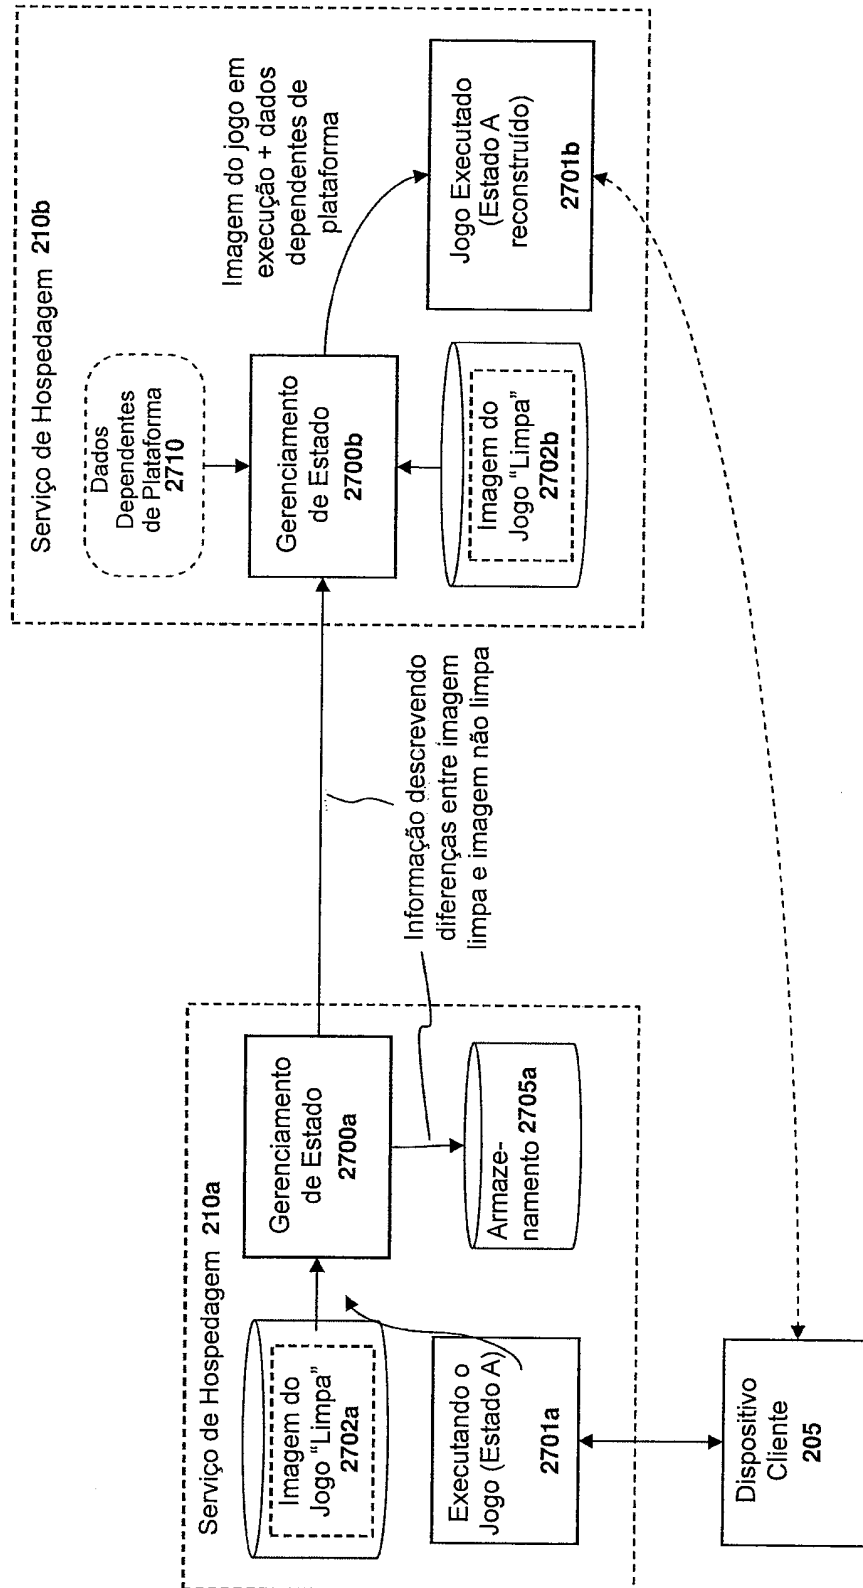 Serviço de Hospedagem 210a
Imagem do
Jogo “Limpa”
2702a
Gerenciamento
de Estado
2700a
Executando o
Jogo (Estado A)
2701a
Armaze-
namento 2705a
Dispositivo
Cliente
205
Informação descrevendo
diferenças entre imagem
limpa e imagem não limpa
Serviço de Hospedagem 210b
Dados
Dependentes
de Plataforma
2710
Gerenciamento
de Estado
2700b
Imagem do
Jogo “Limpa”
2702b
Imagem do jogo em
execução + dados
dependentes de
plataforma
Jogo Executado
(Estado A
reconstruído)
2701b